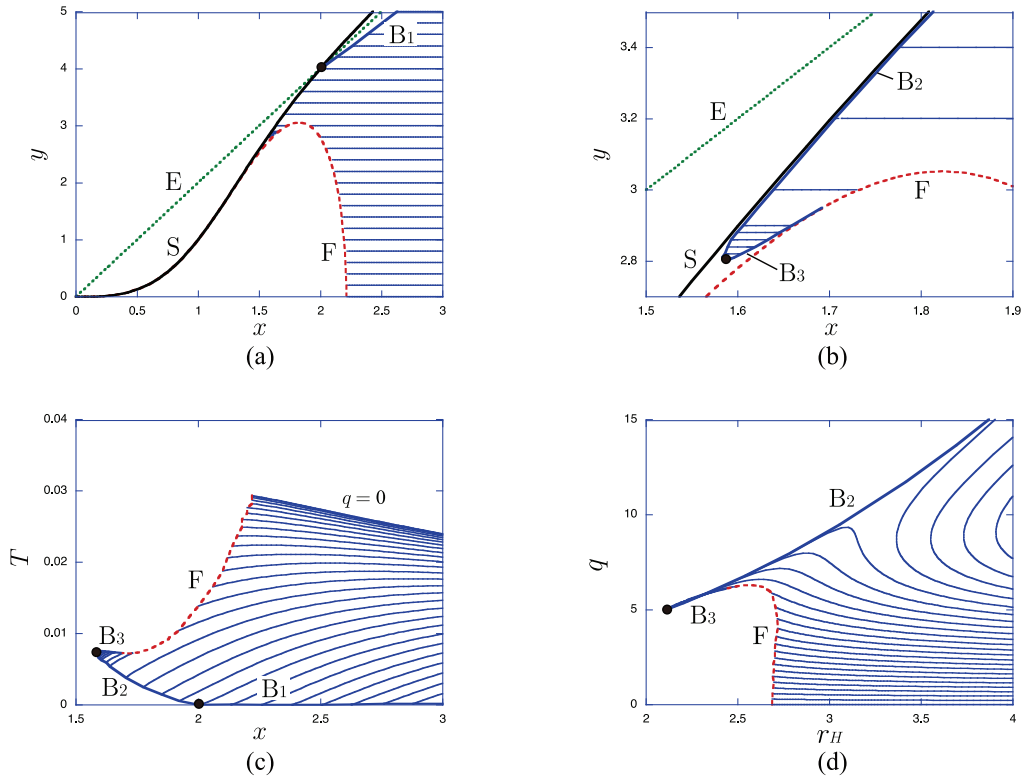 5
4
3
2
1
0
y
0
0.5
1
1.5
2
2.5
3
x
E
S
F
B1
(a)
3.4
3.2
3
2.8
y
1.5
1.6
1.7
1.8
1.9
x
E
S
B2
B3
F
(b)
0.04
0.03
0.02
0.01
0
T
1.5
2
2.5
3
x
q = 0
F
B3
B2
B1
(c)
15
10
5
0
q
2
2.5
3
3.5
4
rH
B2
B3
F
(d)